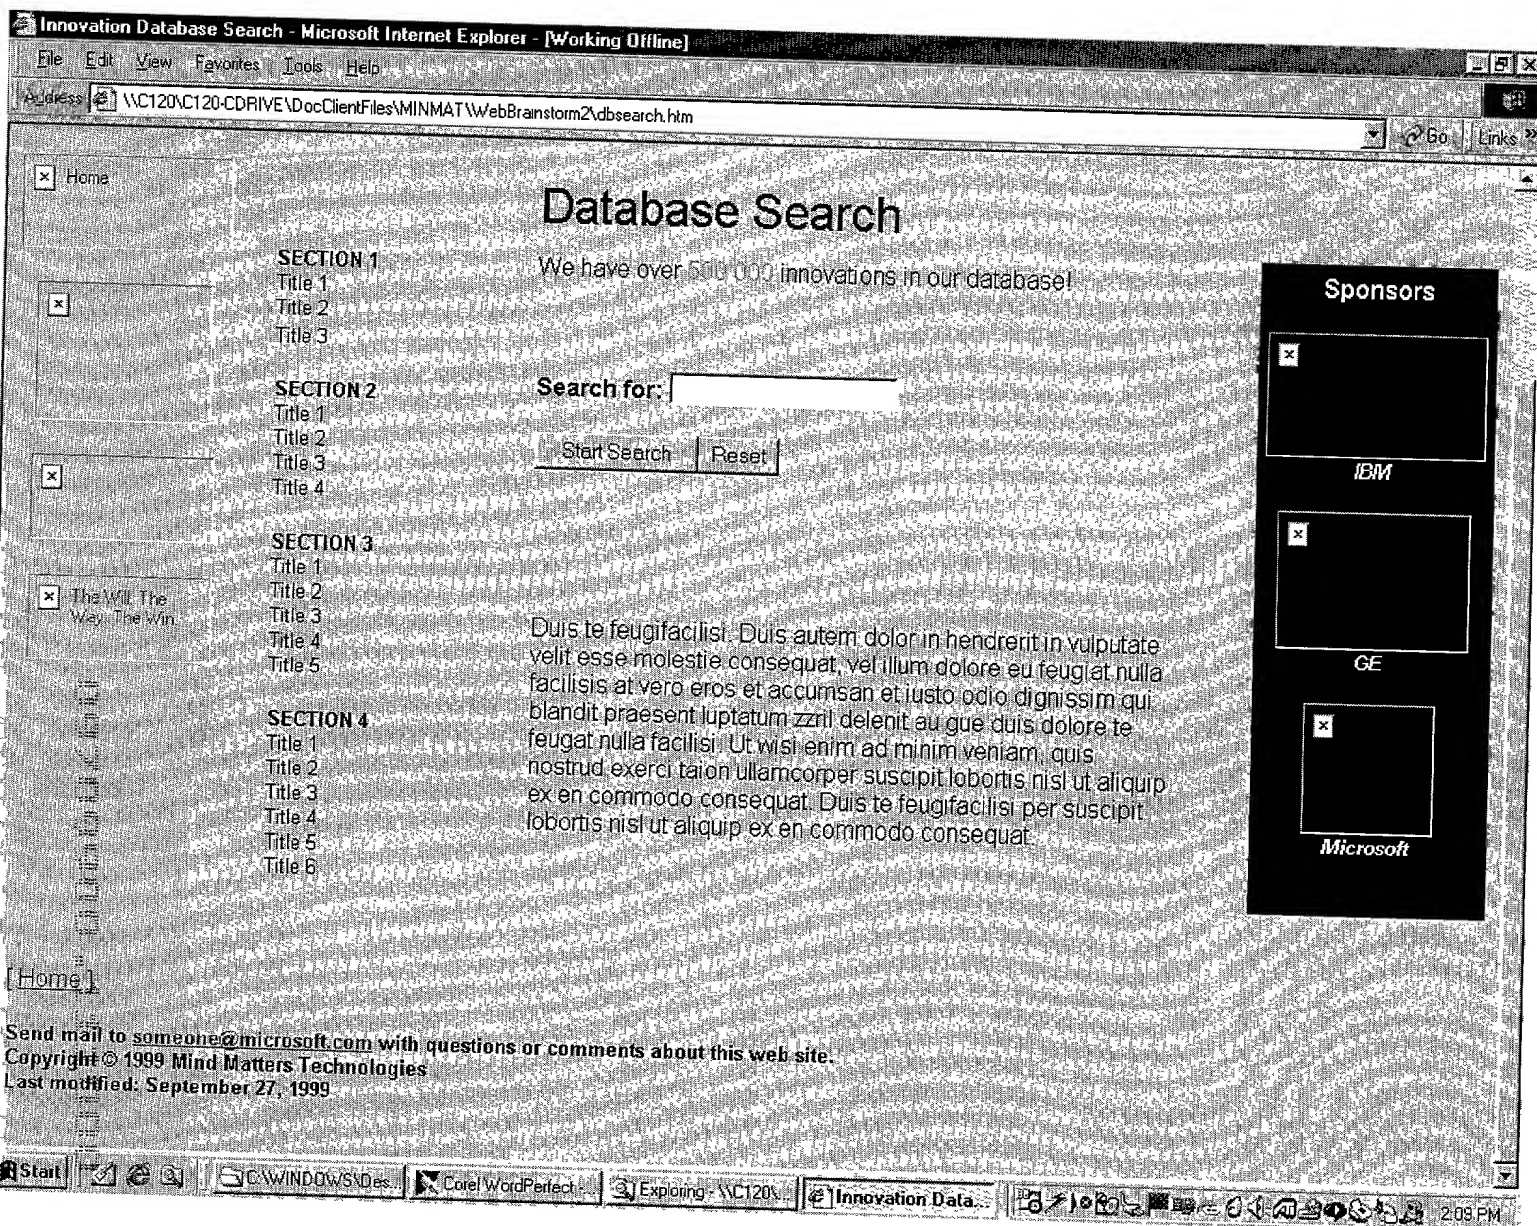 Innovation Database Search - Microsoft Internet Explorer - [Working Offline]
File Edit View Favorites Tools Help
Address \\C120\C120-CDRIVE\DocClientFiles\MINMAT\WebBrainstorm2\dbsearch.htm
Go Links »
Home
The Will, The
Way, The Win
SECTION 1
Title 1
Title 2
Title 3
SECTION 2
Title 1
Title 2
Title 3
Title 4
SECTION 3
Title 1
Title 2
Title 3
Title 4
Title 5
SECTION 4
Title 1
Title 2
Title 3
Title 4
Title 5
Title 6
Database Search
We have over 500 000 innovations in our database!
Search for:
Start Search Reset
Duis te feugifacilisi. Duis autem dolor in hendrerit in vulputate
velit esse molestie consequat, vel illum dolore eu feugiat nulla
facilisis at vero eros et accumsan et iusto odio dignissim qui
blandit praesent luptatum zzril delenit au gue duis dolore te
feugat nulla facilisi. Ut wisi enim ad minim veniam, quis
nostrud exerci taion ullamcorper suscipit lobortis nisl ut aliquip
ex en commodo consequat. Duis te feugifacilisi per suscipit
lobortis nisl ut aliquip ex en commodo consequat.
Sponsors
IBM
GE
Microsoft
[ Home ]
Send mail to someone@microsoft.com with questions or comments about this web site.
Copyright © 1999 Mind Matters Technologies
Last modified: September 27, 1999
Start C:\WINDOWS\Des... Corel WordPerfect - ... Exploring - \\C120\... Innovation Data... 2:09 PM